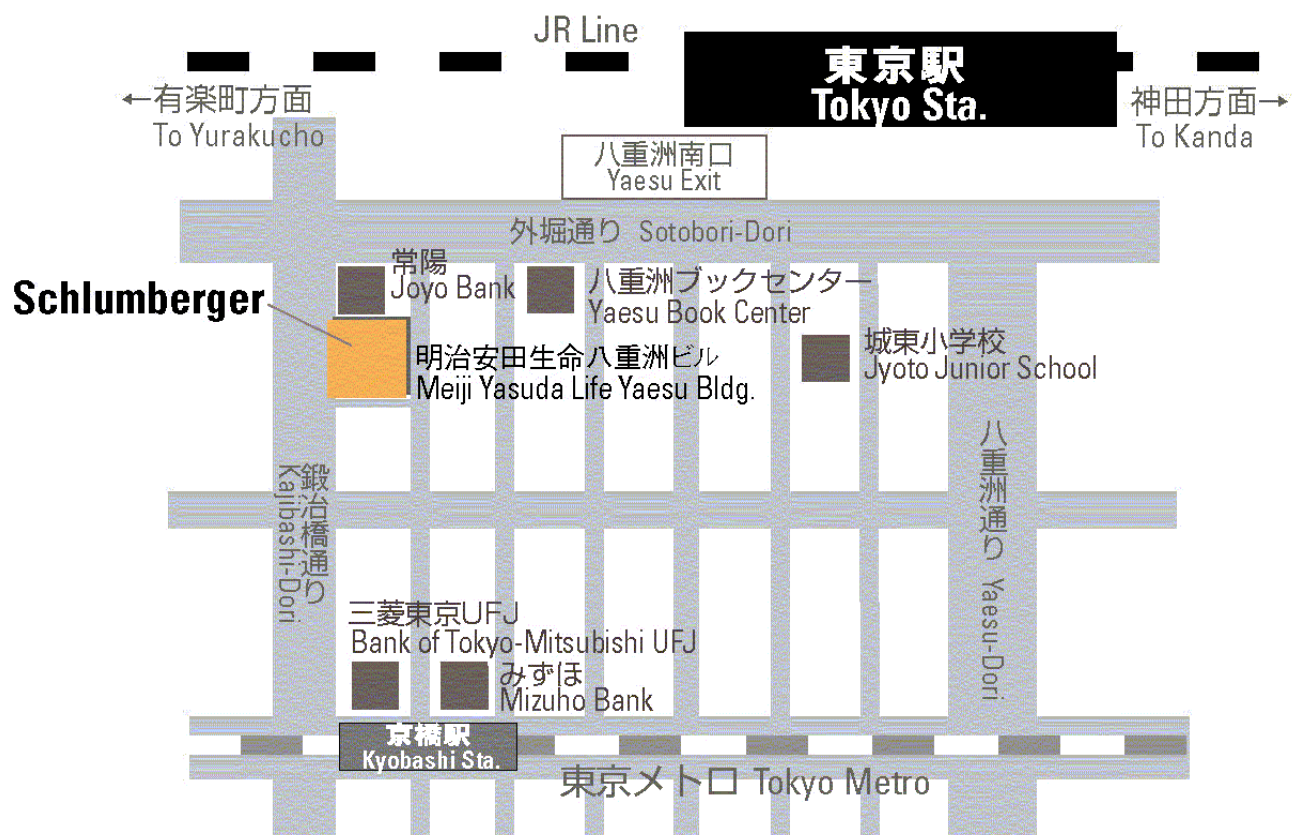 JR Line
東京駅
Tokyo Sta.
←有楽町方面
To Yurakucho
神田方面→
To Kanda
八重洲南口
Yaesu Exit
外堀通り Sotobori-Dori
常陽
Joyo Bank
八重洲ブックセンター
Yaesu Book Center
Schlumberger
明治安田生命八重洲ビル
Meiji Yasuda Life Yaesu Bldg.
城東小学校
Jyoto Junior School
鍛冶橋通り
Kajibashi-Dori
八重洲通り Yaesu-Dori
三菱東京UFJ
Bank of Tokyo-Mitsubishi UFJ
みずほ
Mizuho Bank
京橋駅
Kyobashi Sta.
東京メトロ Tokyo Metro